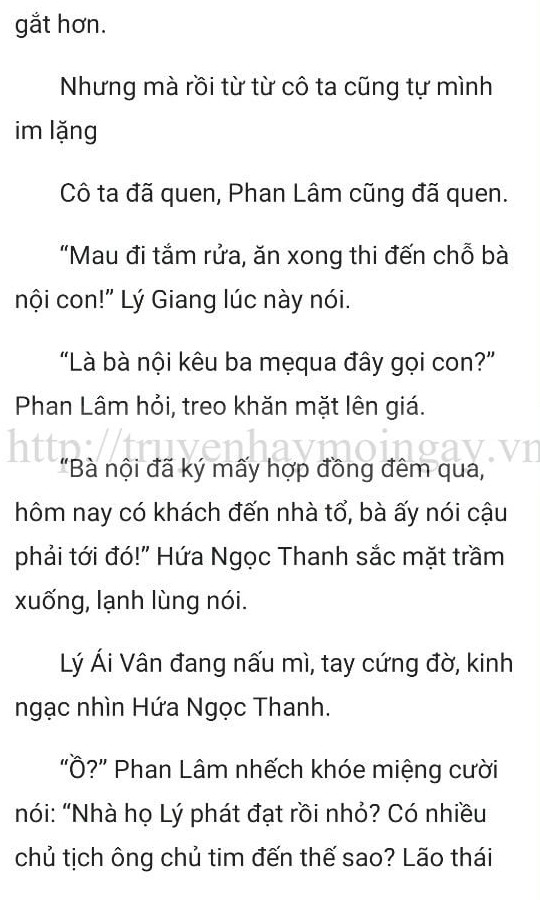 gắt hơn.
Nhưng mà rồi từ từ cô ta cũng tự mình
im lặng
Cô ta đã quen, Phan Lâm cũng đã quen.
“Mau đi tắm rửa, ăn xong thi đến chỗ bà
nội con!” Lý Giang lúc này nói.
“Là bà nội kêu ba mẹqua đây gọi con?”
Phan Lâm hỏi, treo khăn mặt lên giá.
http://truyenhaymoingay.vn
“Bà nội đã ký mấy hợp đồng đêm qua,
hôm nay có khách đến nhà tổ, bà ấy nói cậu
phải tới đó!” Hứa Ngọc Thanh sắc mặt trầm
xuống, lạnh lùng nói.
Lý Ái Vân đang nấu mì, tay cứng đờ, kinh
ngạc nhìn Hứa Ngọc Thanh.
“Ồ?” Phan Lâm nhếch khóe miệng cười
nói: “Nhà họ Lý phát đạt rồi nhỏ? Có nhiều
chủ tịch ông chủ tim đến thế sao? Lão thái